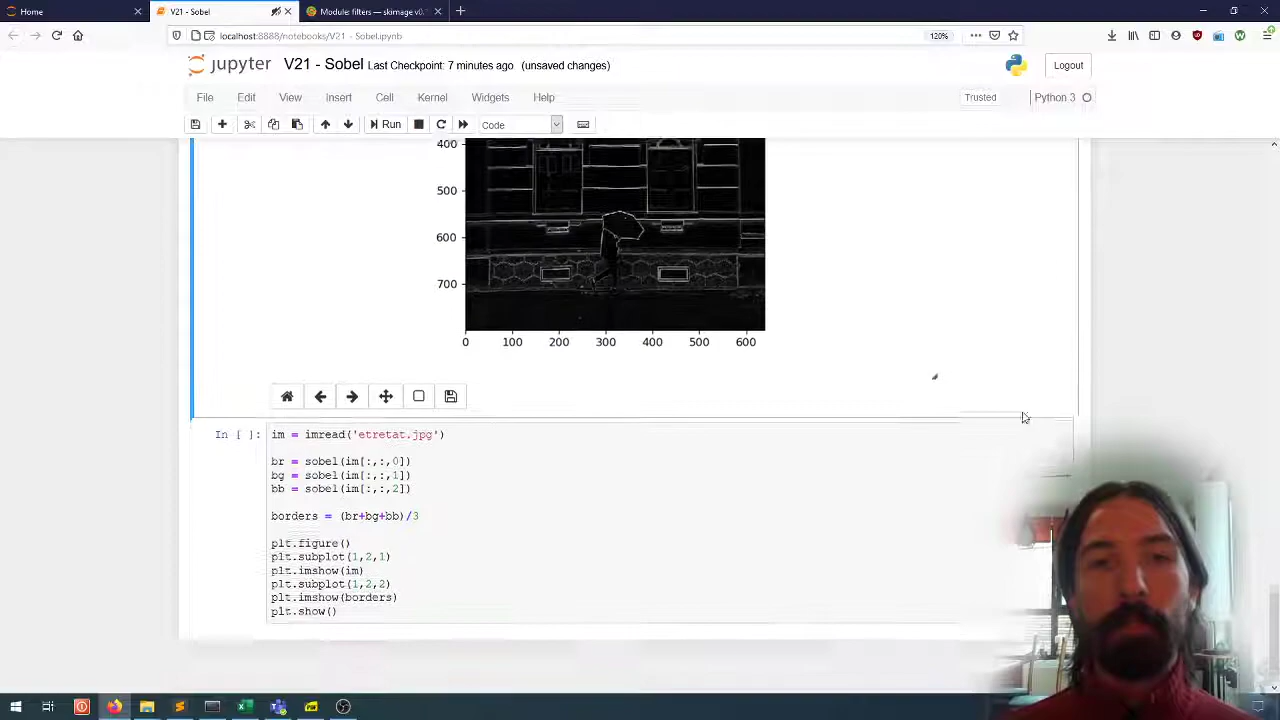 Home
V21 - Sobel
Module filters — skimage v0.
localhost:8888/notebooks/V21 - Sobel.ipynb
120%
jupyter V21 - Sobel Last Checkpoint: 7 minutes ago (unsaved changes)
Logout
File Edit View Insert Cell Kernel Widgets Help
Trusted
Python 3
Run
Code
400
500
600
700
0 100 200 300 400 500 600
In [ ]:
im = imread('etretat.jpg')
br = sobel(im[:,:,0])
bg = sobel(im[:,:,1])
bb = sobel(im[:,:,2])
borders = (br+bg+bb)/3
plt.figure()
plt.subplot(1,2,1)
plt.imshow(im)
plt.subplot(1,2,2)
plt.imshow(borders)
plt.show()